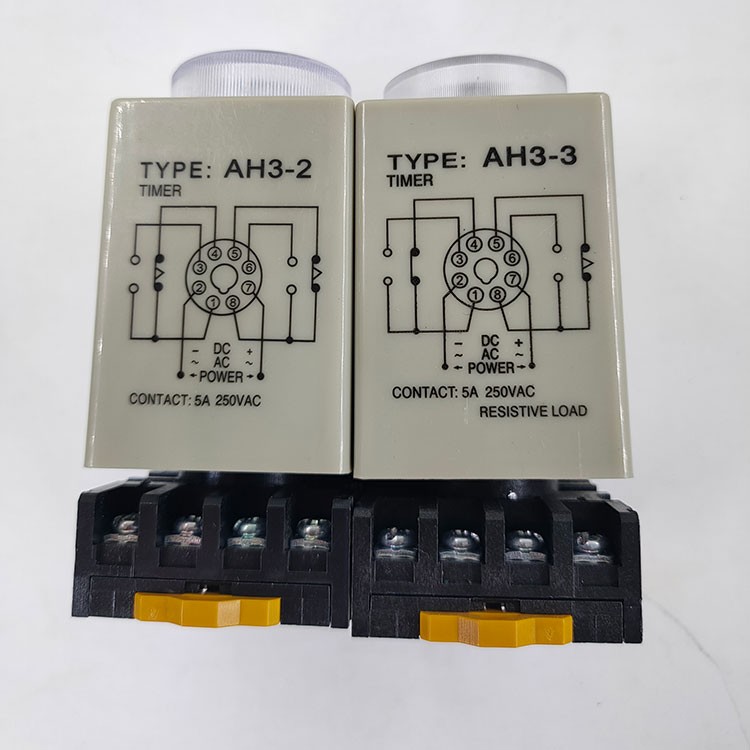 TYPE: AH3-2
TIMER
④ ⑤
③ ⑥
② ⑦
① ⑧
- DC +
~ AC ~
POWER
CONTACT: 5A 250VAC
TYPE: AH3-3
TIMER
④ ⑤
③ ⑥
② ⑦
① ⑧
- DC +
~ AC ~
POWER
CONTACT: 5A 250VAC
RESISTIVE LOAD